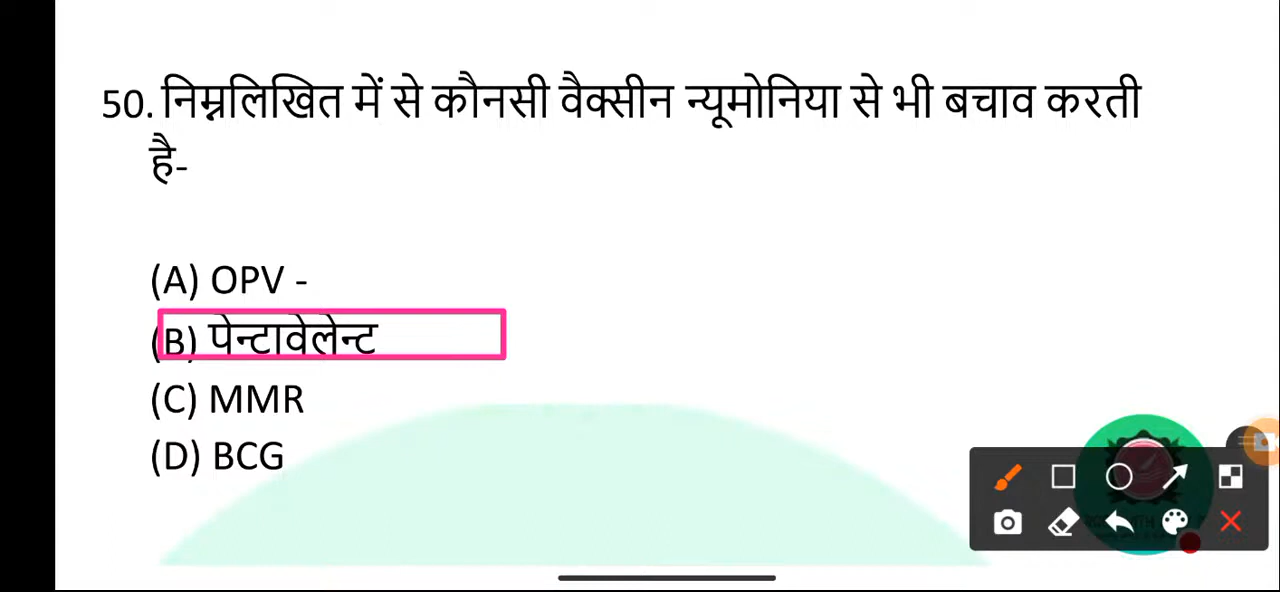 50. निम्नलिखित में से कौनसी वैक्सीन न्यूमोनिया से भी बचाव करती
है-
(A) OPV -
(B) पेन्टावेलेन्ट
(C) MMR
(D) BCG